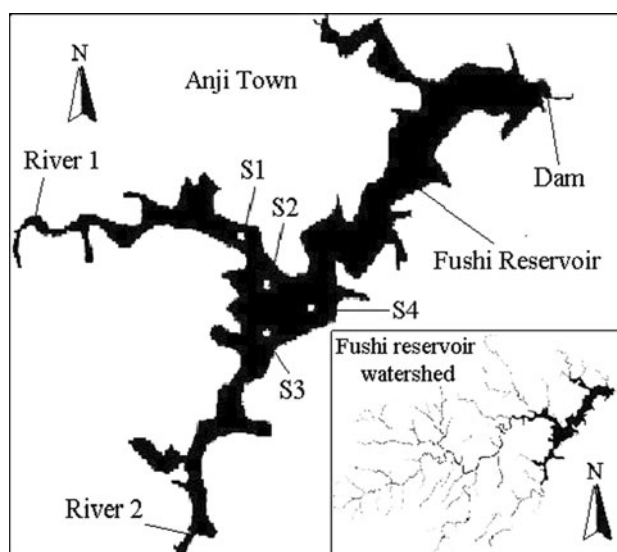 N
Anji Town
River 1
S1
S2
Dam
Fushi Reservoir
S4
S3
River 2
Fushi reservoir
watershed
N